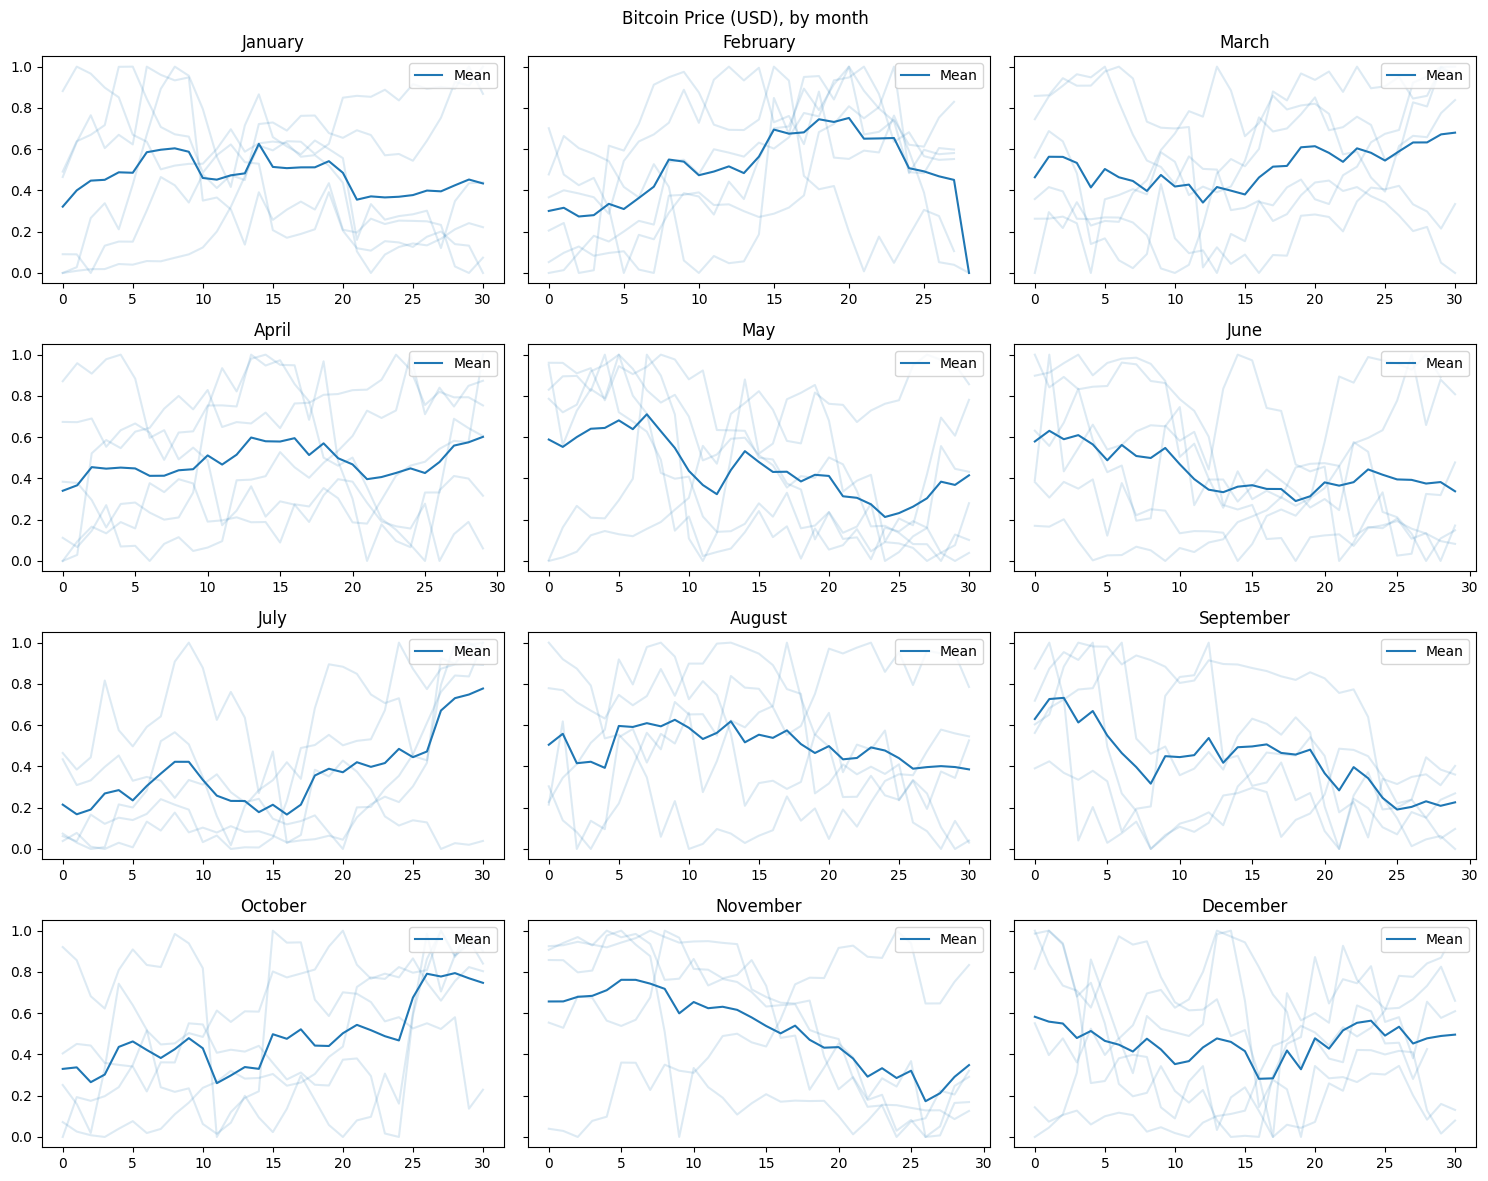 Bitcoin Price (USD), by month
January February March
Mean Mean Mean
1.0
0.8
0.6
0.4
0.2
0.0
0 5 10 15 20 25 30 0 5 10 15 20 25 0 5 10 15 20 25 30
April May June
Mean Mean Mean
1.0
0.8
0.6
0.4
0.2
0.0
0 5 10 15 20 25 30 0 5 10 15 20 25 30 0 5 10 15 20 25 30
July August September
Mean Mean Mean
1.0
0.8
0.6
0.4
0.2
0.0
0 5 10 15 20 25 30 0 5 10 15 20 25 30 0 5 10 15 20 25 30
October November December
Mean Mean Mean
1.0
0.8
0.6
0.4
0.2
0.0
0 5 10 15 20 25 30 0 5 10 15 20 25 30 0 5 10 15 20 25 30